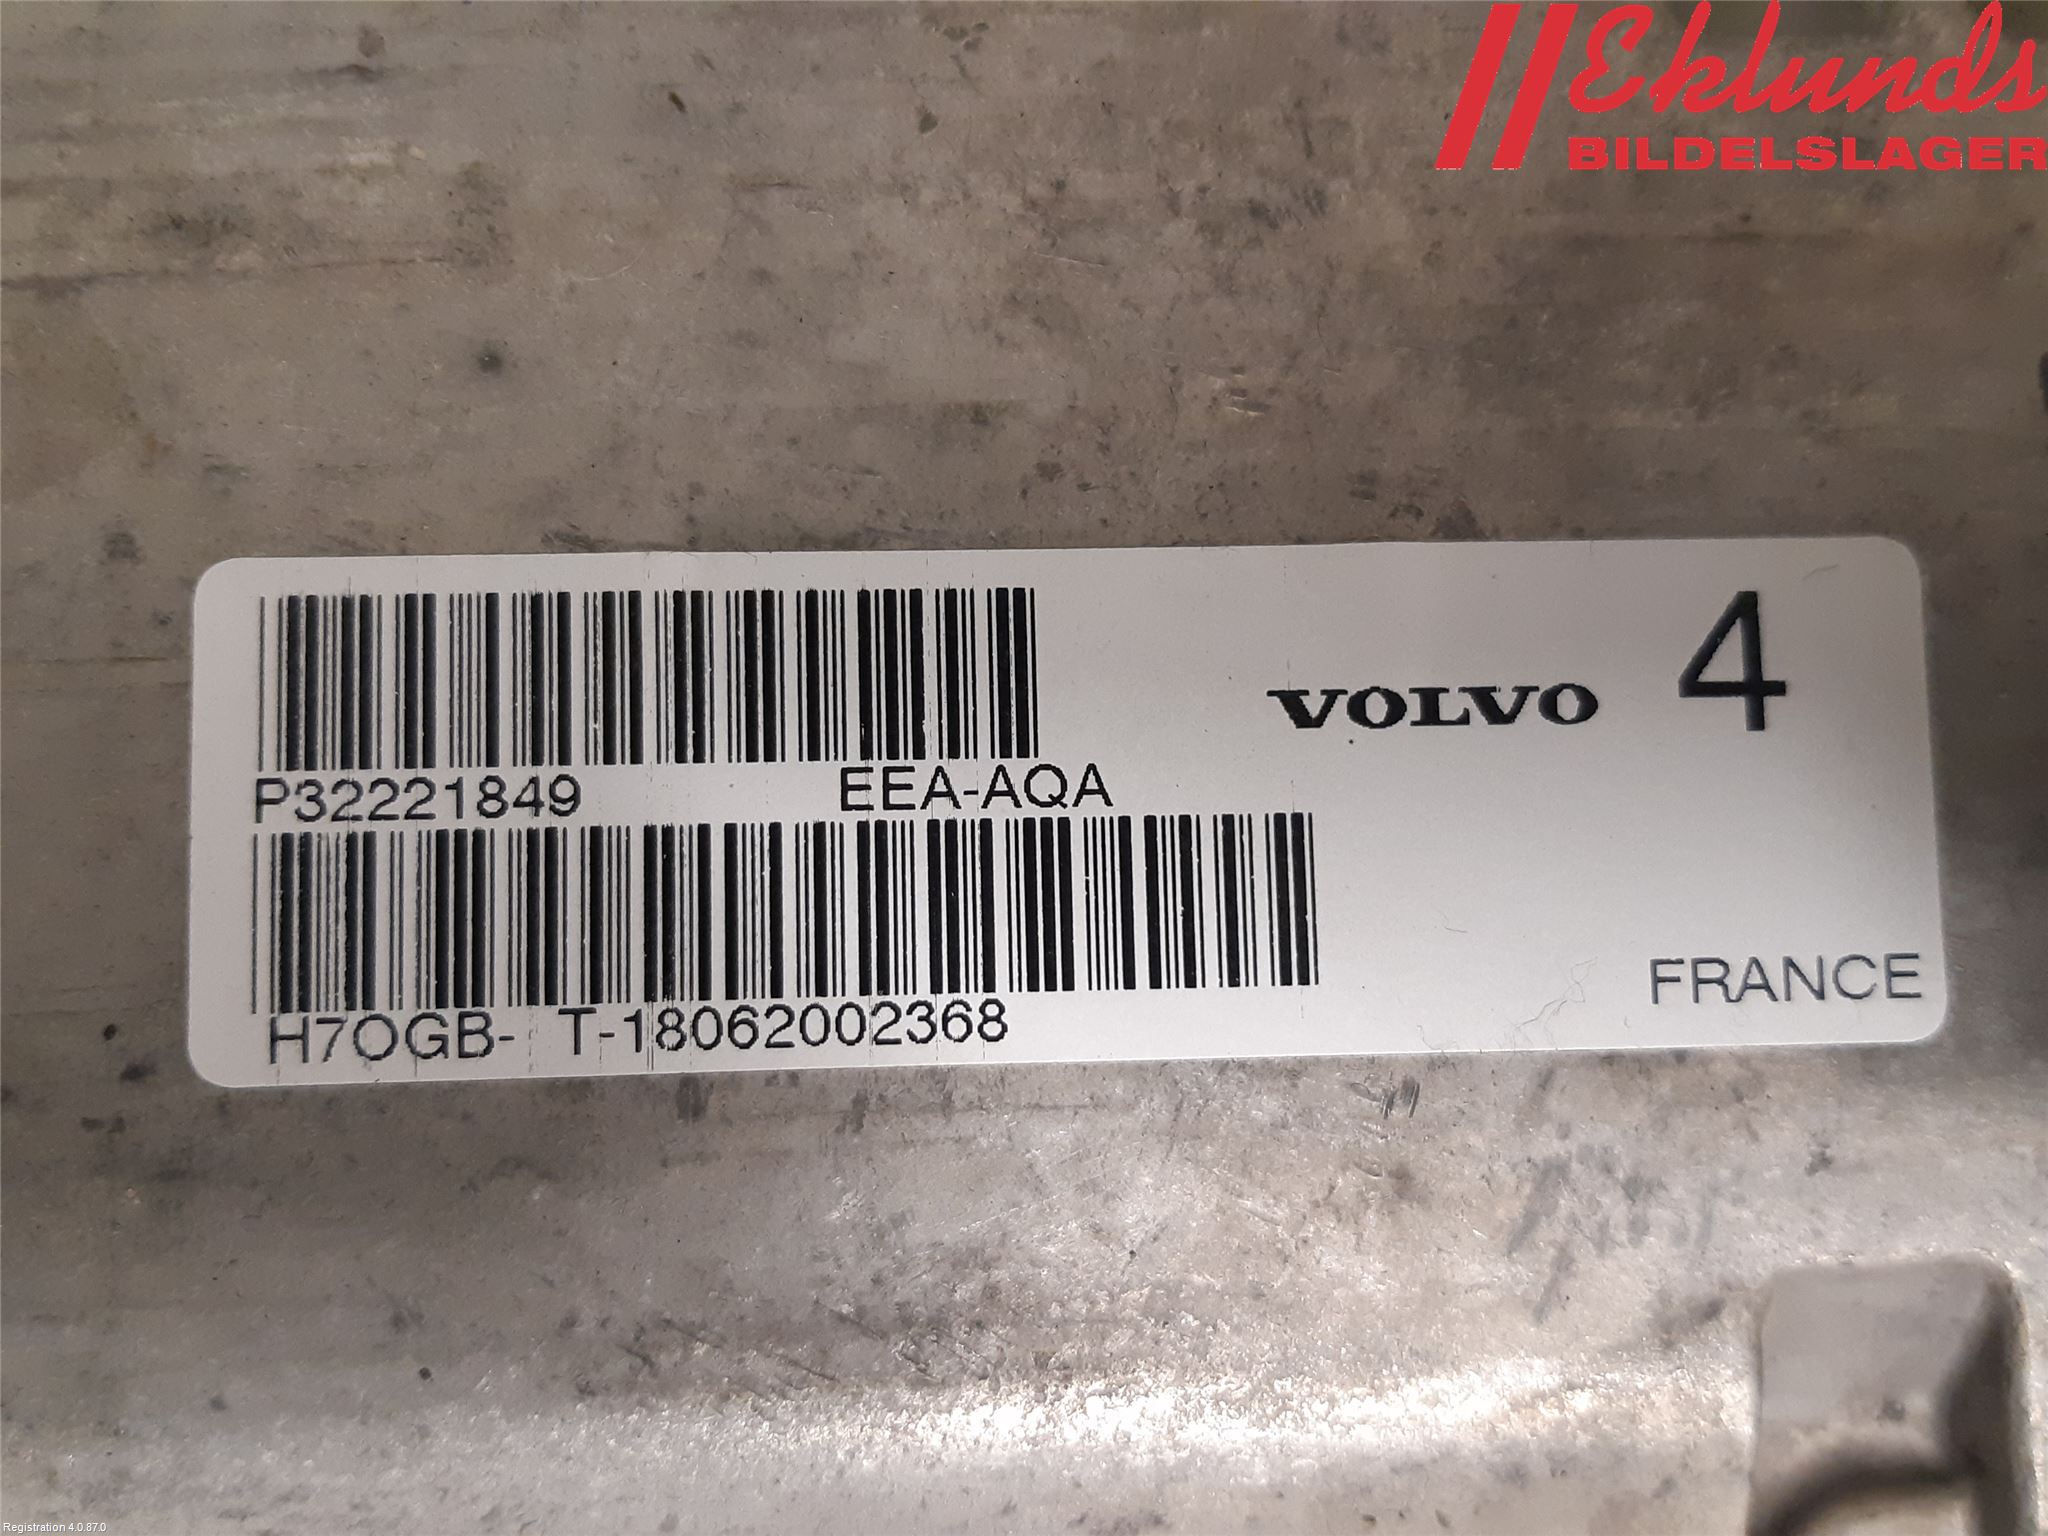 Eklunds
BILDELSLAGER
VOLVO 4
P32221849 EEA-AQA
FRANCE
H7OGB- T-18062002368
Registration 4.0.87.0